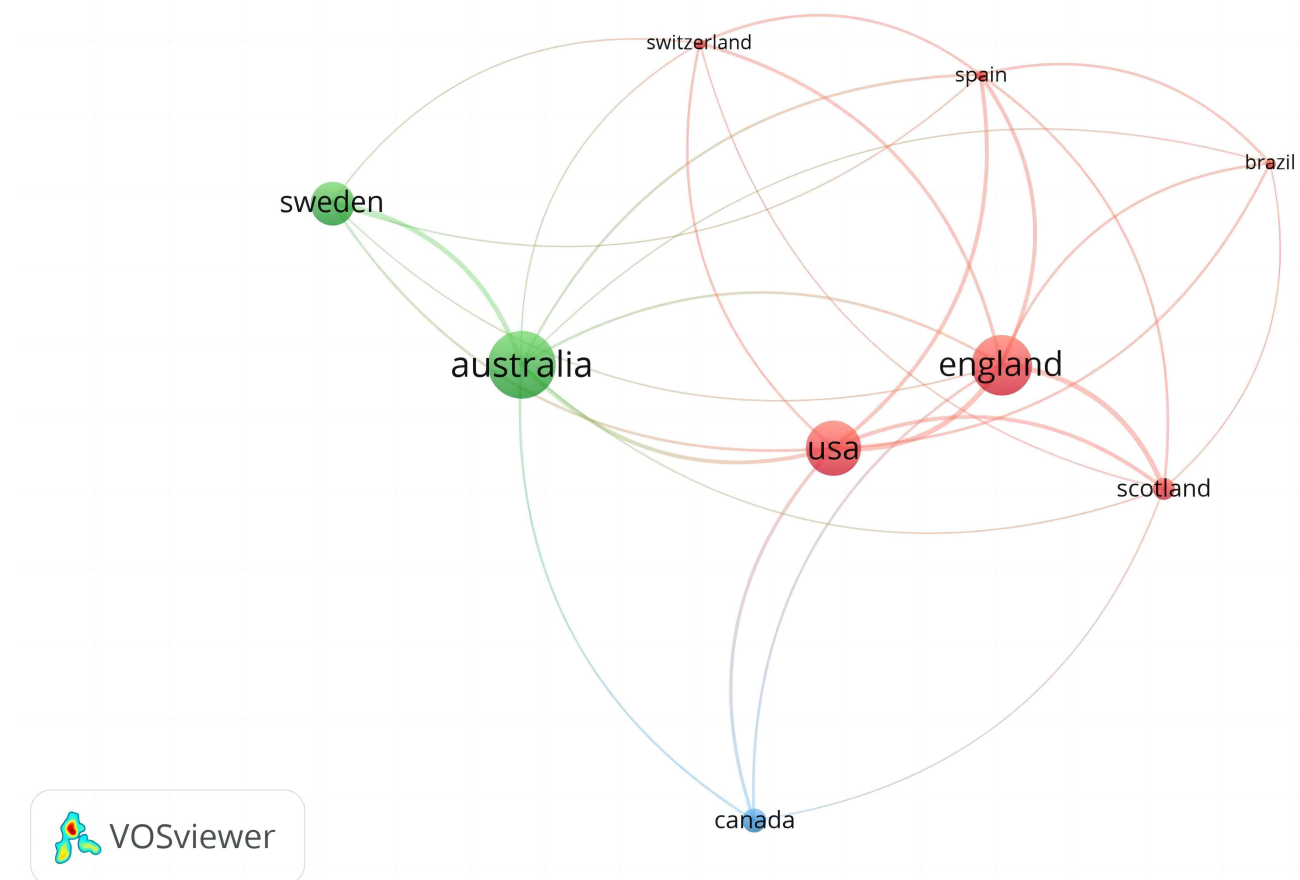 switzerland
spain
brazil
sweden
australia
england
usa
scotland
canada
VOSviewer